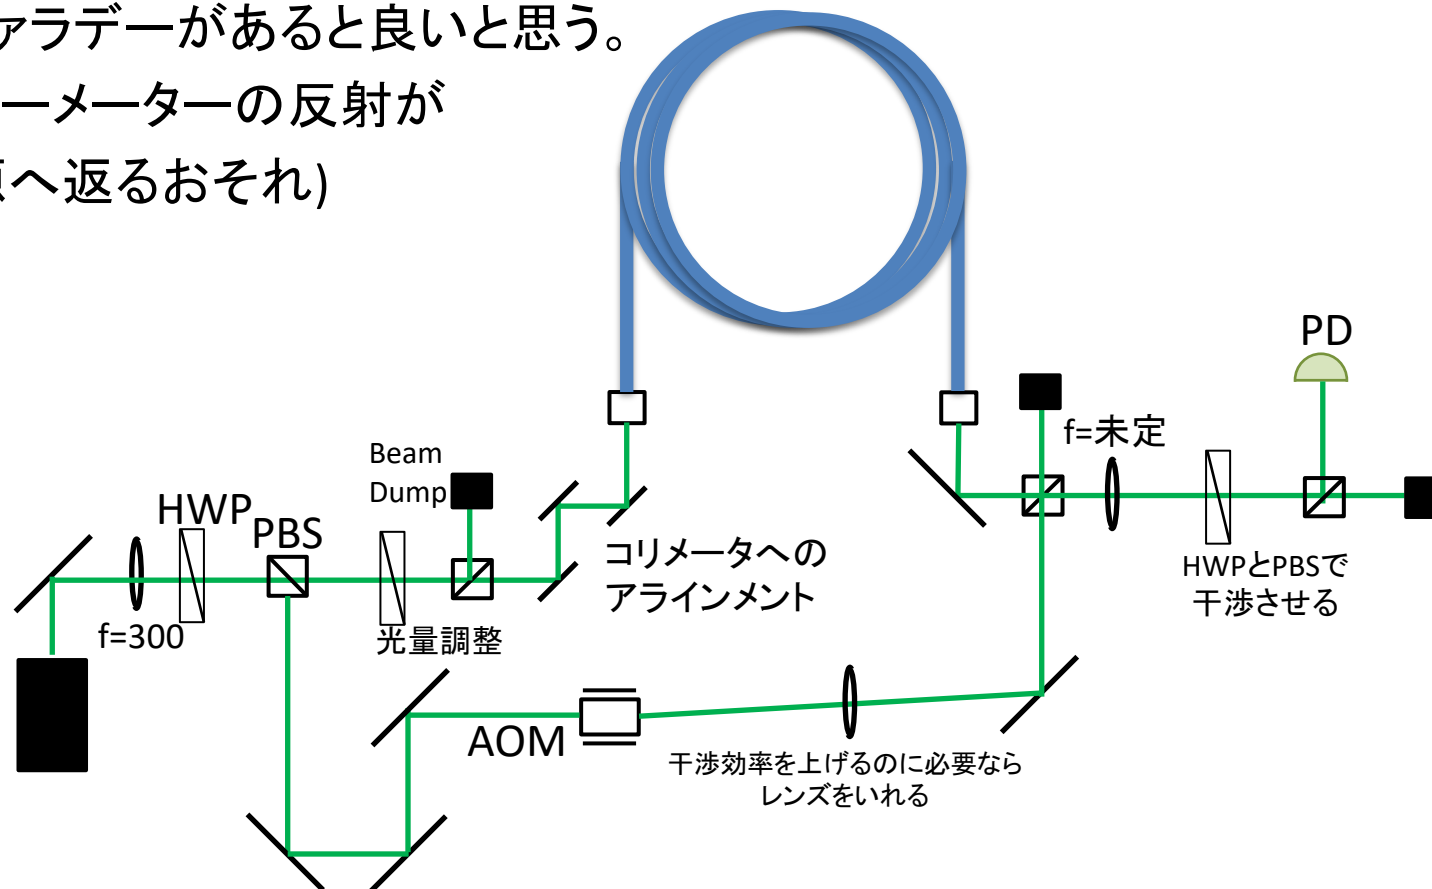 ァラデーがあると良いと思う。
ーメーターの反射が
へ返るおそれ)
PD
f=未定
Beam
Dump
HWP
PBS
コリメータへの
アラインメント
HWPとPBSで
干渉させる
f=300
光量調整
AOM
干渉効率を上げるのに必要なら
レンズをいれる